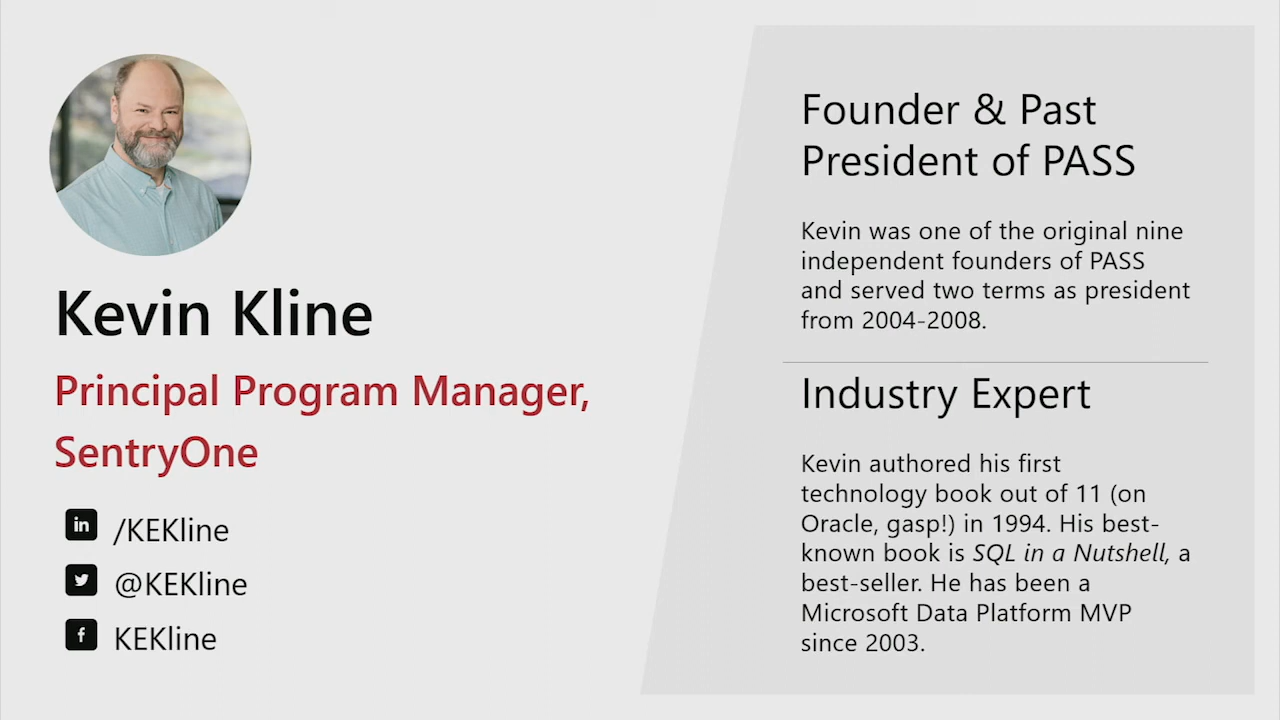 Kevin Kline
Principal Program Manager,
SentryOne
in /KEKline
@KEKline
f KEKline
Founder & Past
President of PASS
Kevin was one of the original nine
independent founders of PASS
and served two terms as president
from 2004-2008.
Industry Expert
Kevin authored his first
technology book out of 11 (on
Oracle, gasp!) in 1994. His best-
known book is SQL in a Nutshell, a
best-seller. He has been a
Microsoft Data Platform MVP
since 2003.